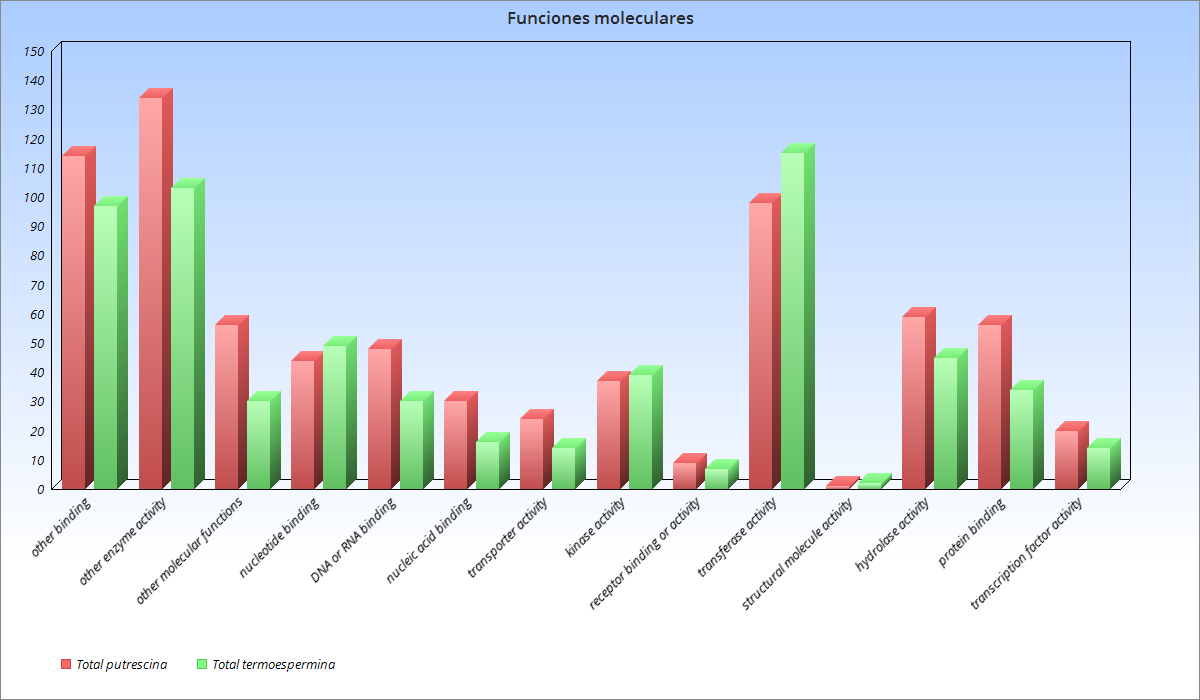 Funciones moleculares
150
140
130
120
110
100
90
80
70
60
50
40
30
20
10
0
other binding
other enzyme activity
other molecular functions
nucleotide binding
DNA or RNA binding
nucleic acid binding
transporter activity
kinase activity
receptor binding or activity
transferase activity
structural molecule activity
hydrolase activity
protein binding
transcription factor activity
Total putrescina
Total termoespermina